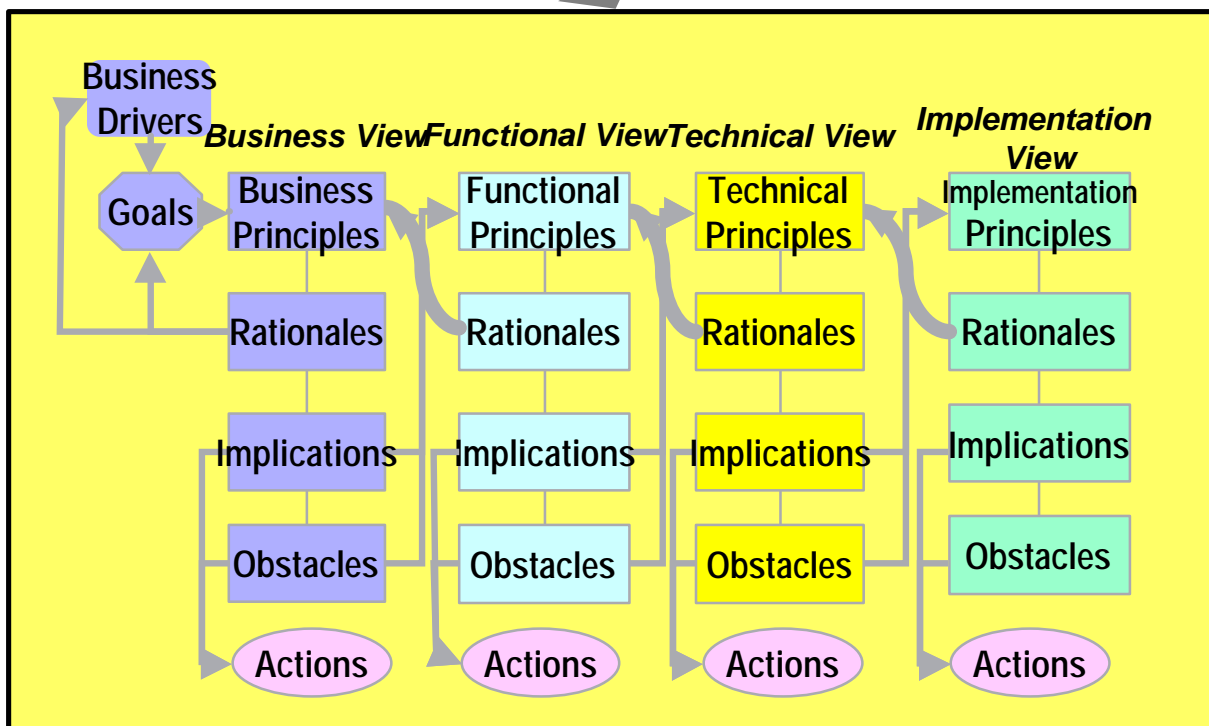 Business
Drivers
Business View
Functional View
Technical View
Implementation
View
Goals
Business
Principles
Functional
Principles
Technical
Principles
Implementation
Principles
Rationales
Rationales
Rationales
Rationales
Implications
Implications
Implications
Implications
Obstacles
Obstacles
Obstacles
Obstacles
Actions
Actions
Actions
Actions